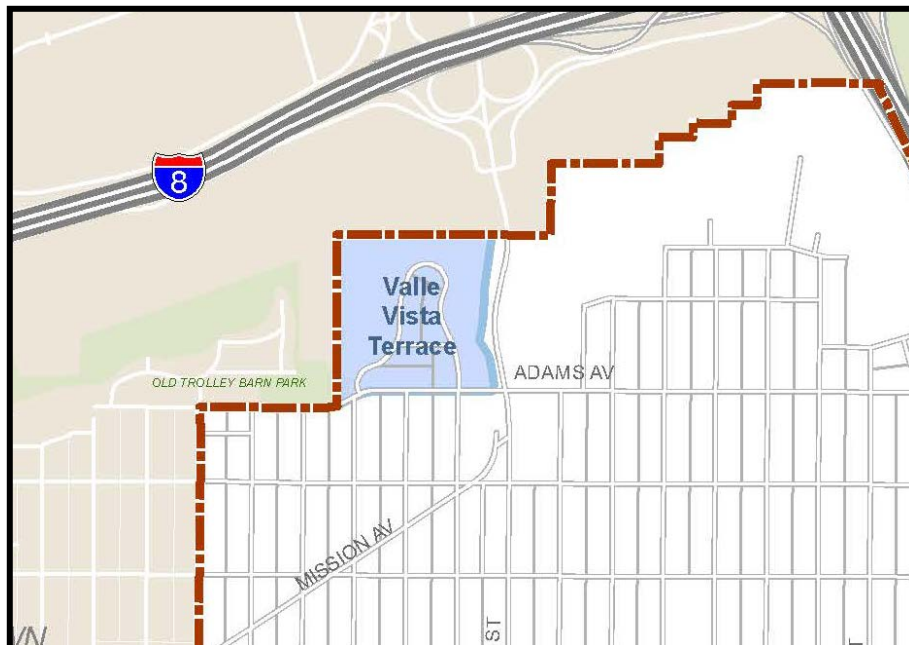 8
Valle
Vista
Terrace
ADAMS AV
OLD TROLLEY BARN PARK
MISSION AV
ST